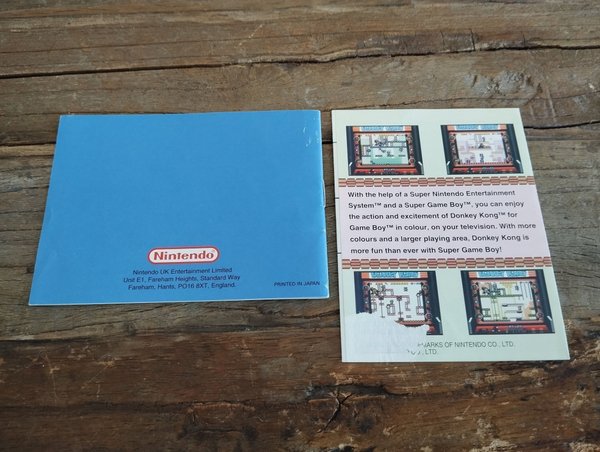 Nintendo
Nintendo UK Entertainment Limited
Unit E1, Fareham Heights, Standard Way
Fareham, Hants, PO16 8XT, England.
PRINTED IN JAPAN
With the help of a Super Nintendo Entertainment
System™ and a Super Game Boy™, you can enjoy
the action and excitement of Donkey Kong™ for
Game Boy™ in colour, on your television. With more
colours and a larger playing area, Donkey Kong is
more fun than ever with Super Game Boy!
OF NINTENDO CO., LTD.
LTD.